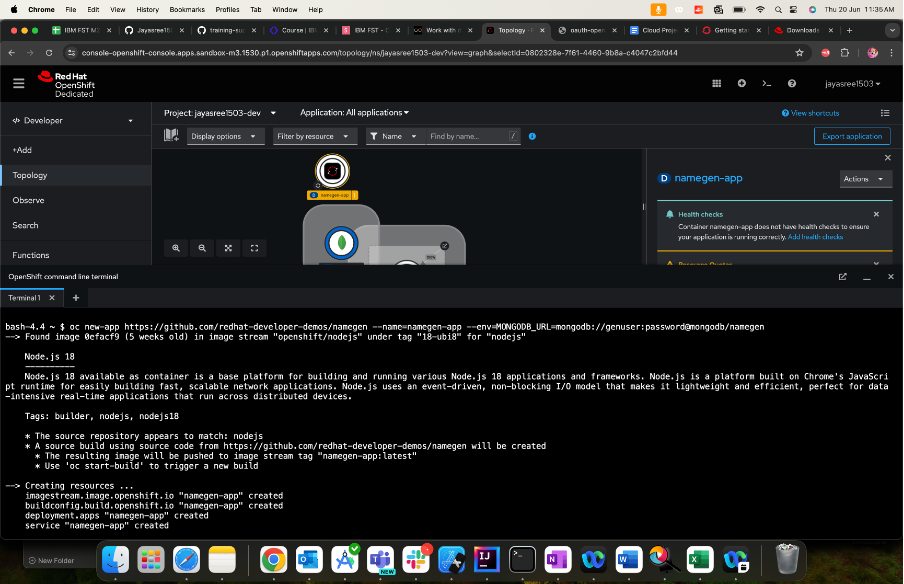 Chrome File Edit View History Bookmarks Profiles Tab Window Help Thu 20 Jun 11:35 AM
IBM FST M Jayasree15 training-su Course | IB IBM FST - C Work with i Topology · oauth-open Cloud Proje Getting sta Downloads
console-openshift-console.apps.sandbox-m3.1530.p1.openshiftapps.com/topology/ns/jayasree1503-dev?view=graph&selectId=0802328e-7f61-4460-9b8a-c4047c2bfd44
Red Hat
OpenShift
Dedicated
jayasree1503
</> Developer
Project: jayasree1503-dev Application: All applications
View shortcuts
Display options Filter by resource Name Find by name... /
Export application
+Add
Topology
Observe
Search
Functions
D namegen-app
Actions
namegen-app
Health checks
Container namegen-app does not have health checks to ensure
your application is running correctly. Add health checks
Resource Quotas
OpenShift command line terminal
Terminal 1
bash-4.4 ~ $ oc new-app https://github.com/redhat-developer-demos/namegen --name=namegen-app --env=MONGODB_URL=mongodb://genuser:password@mongodb/namegen
--> Found image 0efacf9 (5 weeks old) in image stream "openshift/nodejs" under tag "18-ubi8" for "nodejs"
Node.js 18
----------
Node.js 18 available as container is a base platform for building and running various Node.js 18 applications and frameworks. Node.js is a platform built on Chrome's JavaScri
pt runtime for easily building fast, scalable network applications. Node.js uses an event-driven, non-blocking I/O model that makes it lightweight and efficient, perfect for data
-intensive real-time applications that run across distributed devices.
Tags: builder, nodejs, nodejs18
* The source repository appears to match: nodejs
* A source build using source code from https://github.com/redhat-developer-demos/namegen will be created
* The resulting image will be pushed to image stream tag "namegen-app:latest"
* Use 'oc start-build' to trigger a new build
--> Creating resources ...
imagestream.image.openshift.io "namegen-app" created
buildconfig.build.openshift.io "namegen-app" created
deployment.apps "namegen-app" created
service "namegen-app" created
New Folder
NEW